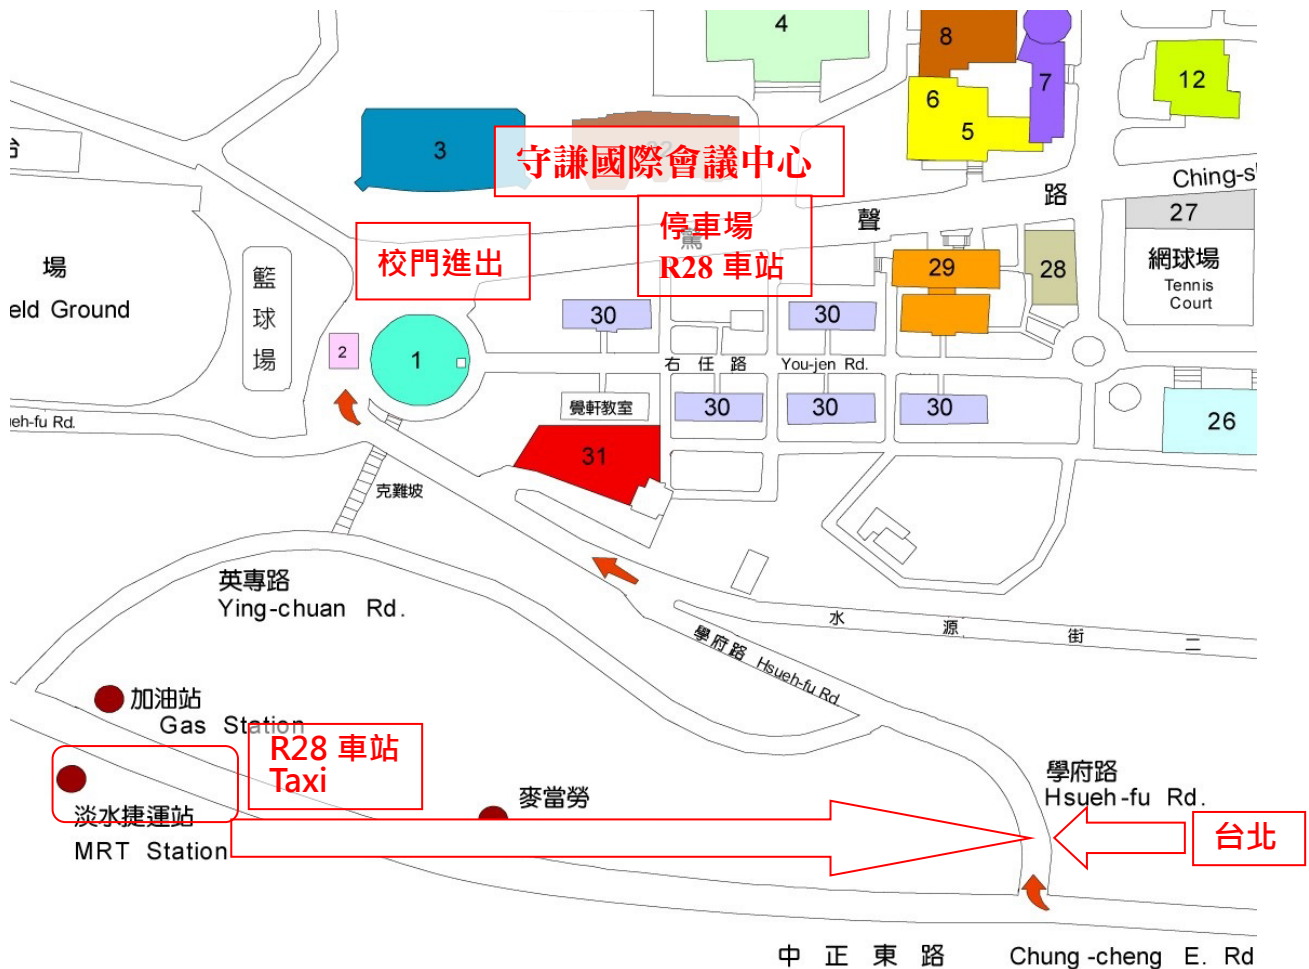 4
8
7
12
6
5
3
守謙國際會議中心
Ching-s
路
27
聲
停車場
R28 車站
駕
校門進出
29
28
網球場
Tennis
Court
場
eld Ground
籃
球
場
30
30
2
1
右 任 路 You-jen Rd.
覺軒教室
30
30
30
26
eh-fu Rd.
31
克難坡
英專路
Ying-chuan Rd.
水 源 街 二
學府路 Hsueh-fu Rd
加油站
Gas Station
R28 車站
Taxi
淡水捷運站
MRT Station
麥當勞
學府路
Hsueh-fu Rd.
台北
中 正 東 路 Chung-cheng E. Rd